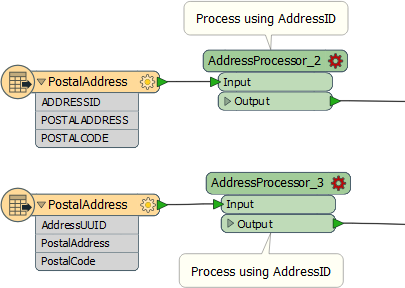 Process using AddressID
AddressProcessor_2
PostalAddress
Input
ADDRESSID
Output
POSTALADDRESS
POSTALCODE
AddressProcessor_3
PostalAddress
Input
AddressUUID
Output
PostalAddress
PostalCode
Process using AddressID